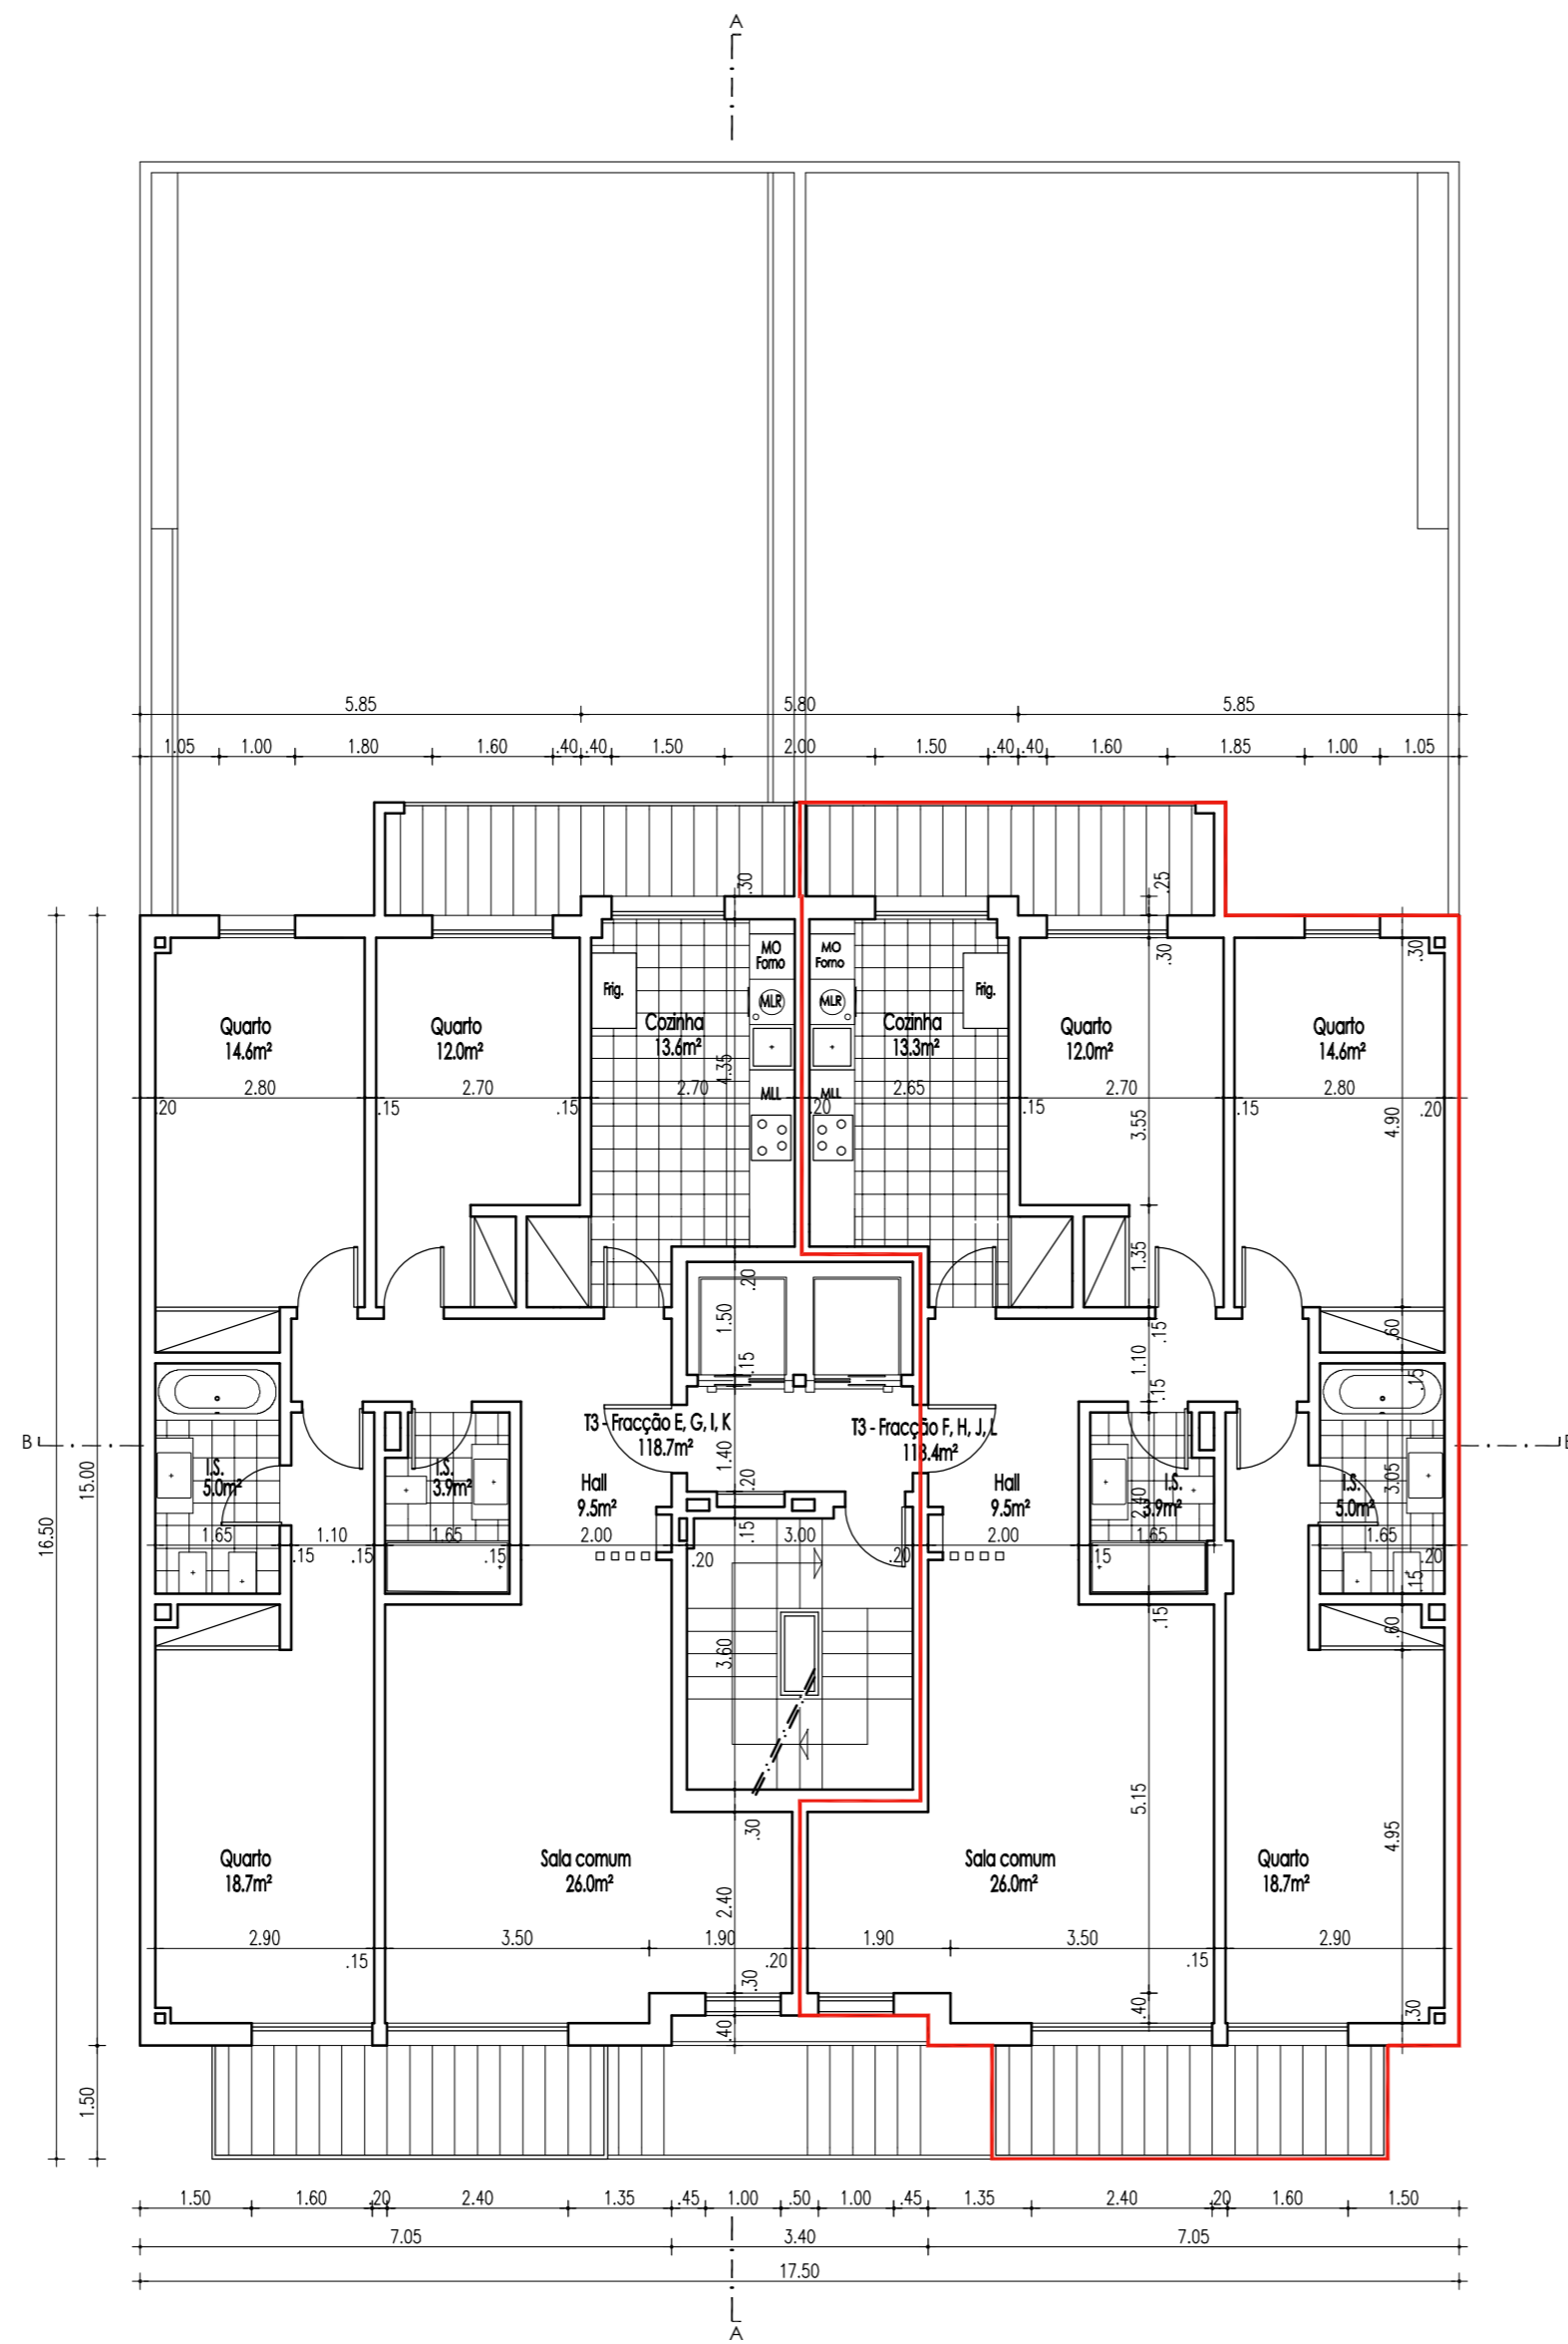 A
5.85 5.80 5.85
1.05 1.00 1.80 1.60 .40 .40 1.50 2.00 1.50 .40 .40 1.60 1.85 1.00 1.05
.30 .25
MO MO
Forno Forno
.30 .30
Frig. MLR MLR Frig.
Quarto Quarto Cozinha Cozinha Quarto Quarto
14.6m² 12.0m² 13.6m² 13.3m² 12.0m² 14.6m²
4.35
2.80 2.70 2.70 MLL MLL 2.65 2.70 2.80
.20 .15 .15 .20 .15 .15 .20
3.55 4.90
1.35
.20
1.50 .15 .60
1.10
.15 .15 .15
T3 - Fracção E, G, I, K T3 - Fracção F, H, J, L
118.7m² 118.4m²
B 1.40 B
15.00 16.50
I.S. I.S. Hall .20 Hall I.S. I.S.
5.0m² 3.9m² 9.5m² 9.5m² 3.9m² 5.0m²
2.40 3.05
1.65 1.10 1.65 2.00 .15 3.00 2.00 1.65 1.65
.15 .15 .15 .20 .20 .15 .20
.15
.15 .60
3.60
5.15 4.95
.30
Quarto Sala comum Sala comum Quarto
18.7m² 26.0m² 26.0m² 18.7m²
2.40
2.90 3.50 1.90 1.90 3.50 2.90
.15 .20 .15
.30 .30
.40 .40
1.50
1.50 1.60 .20 2.40 1.35 .45 1.00 .50 1.00 .45 1.35 2.40 .20 1.60 1.50
7.05 3.40 7.05
17.50
A